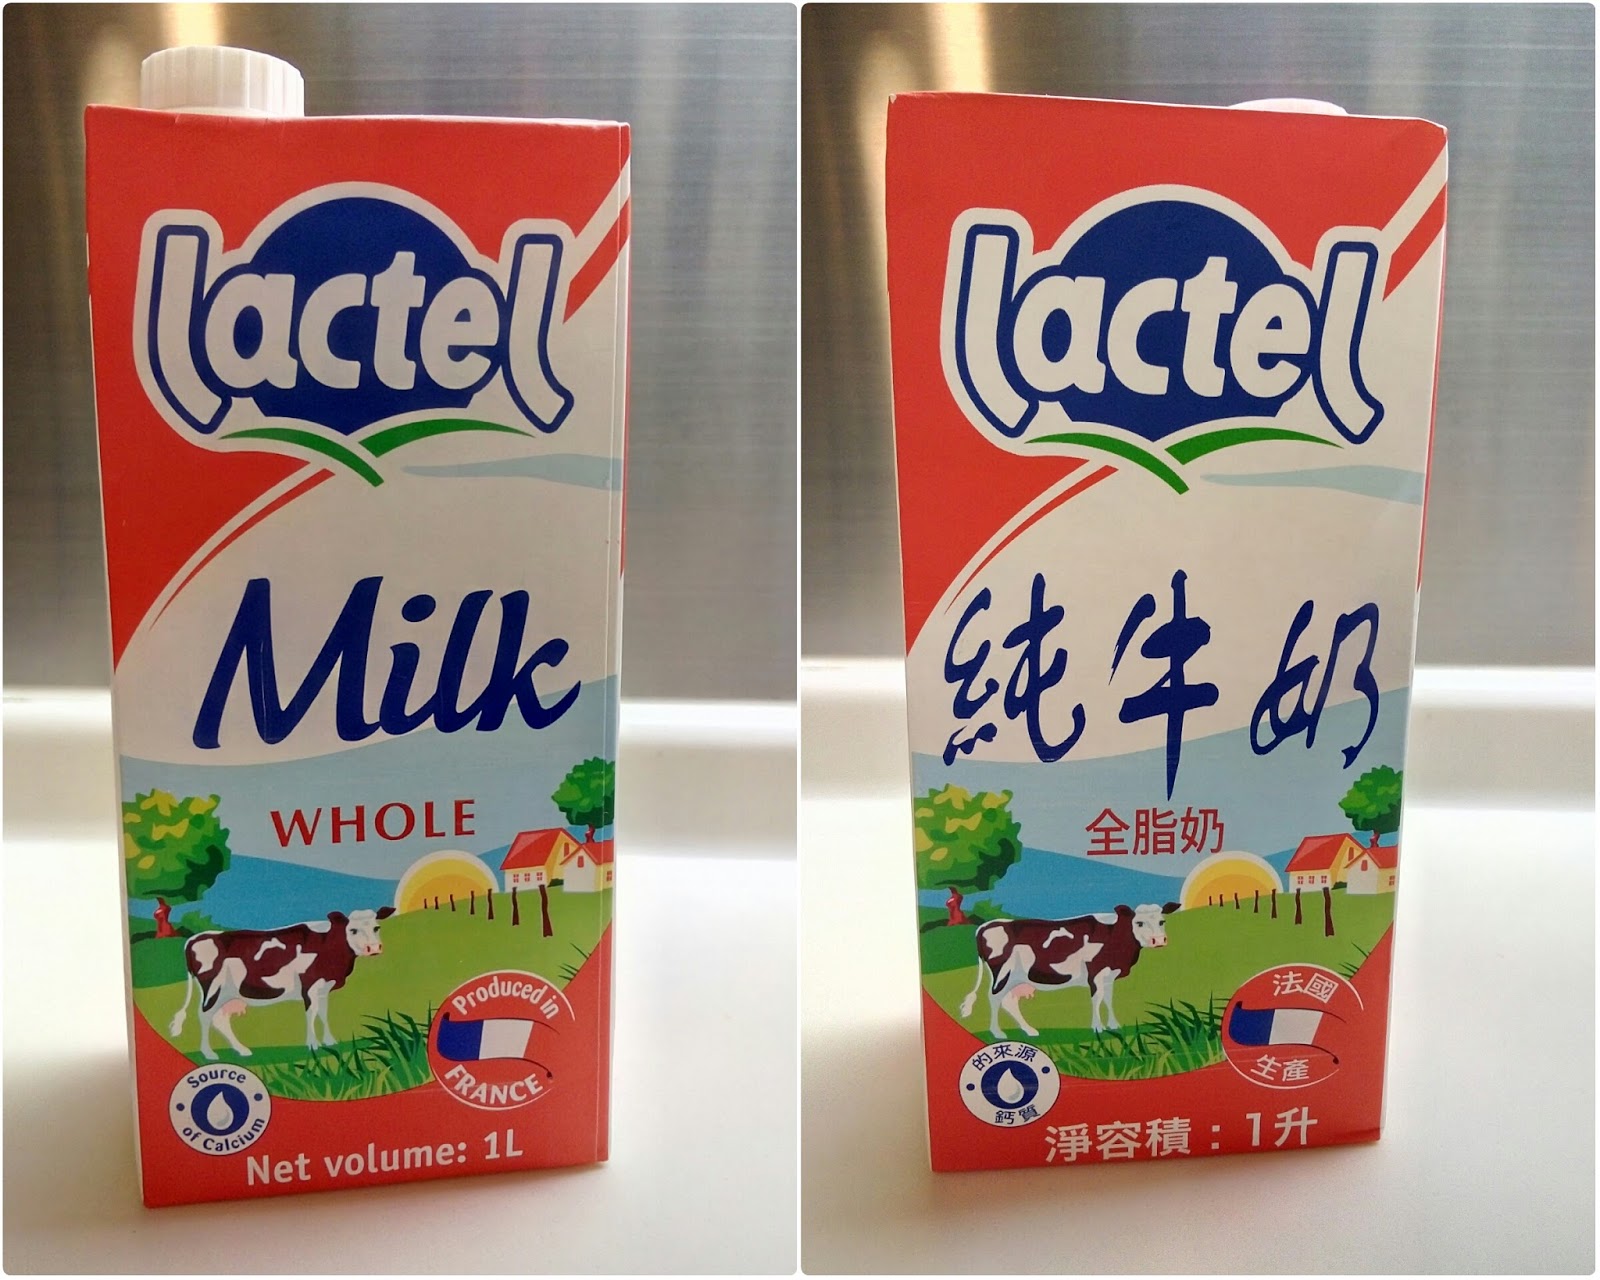 lactel
Milk
WHOLE
Produced in
FRANCE
Source
of Calcium
Net volume: 1L
lactel
純牛奶
全脂奶
法國
生產
的來源
鈣質
淨容積：1升